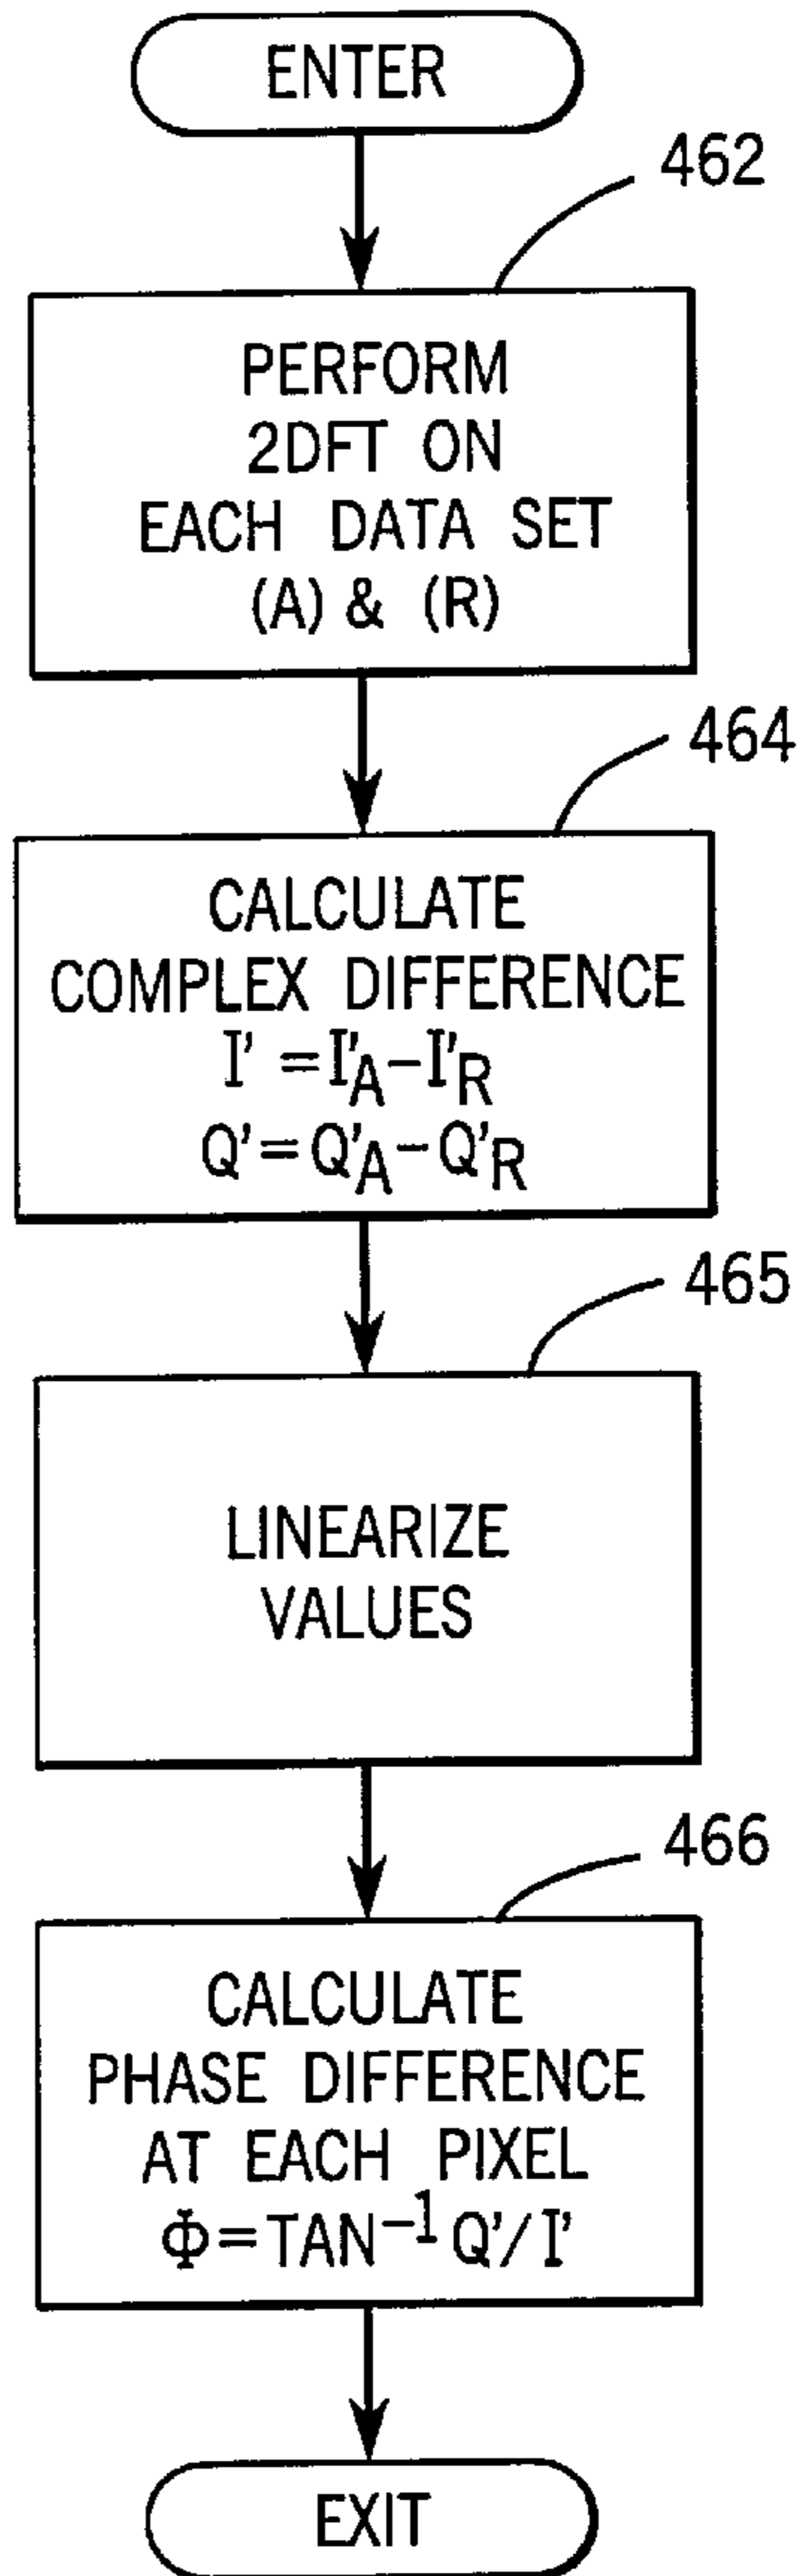 ENTER
462
PERFORM
2DFT ON
EACH DATA SET
(A) & (R)
464
CALCULATE
COMPLEX DIFFERENCE
I' = I'A - I'R
Q' = Q'A - Q'R
465
LINEARIZE
VALUES
466
CALCULATE
PHASE DIFFERENCE
AT EACH PIXEL
Φ = TAN⁻¹ Q'/I'
EXIT